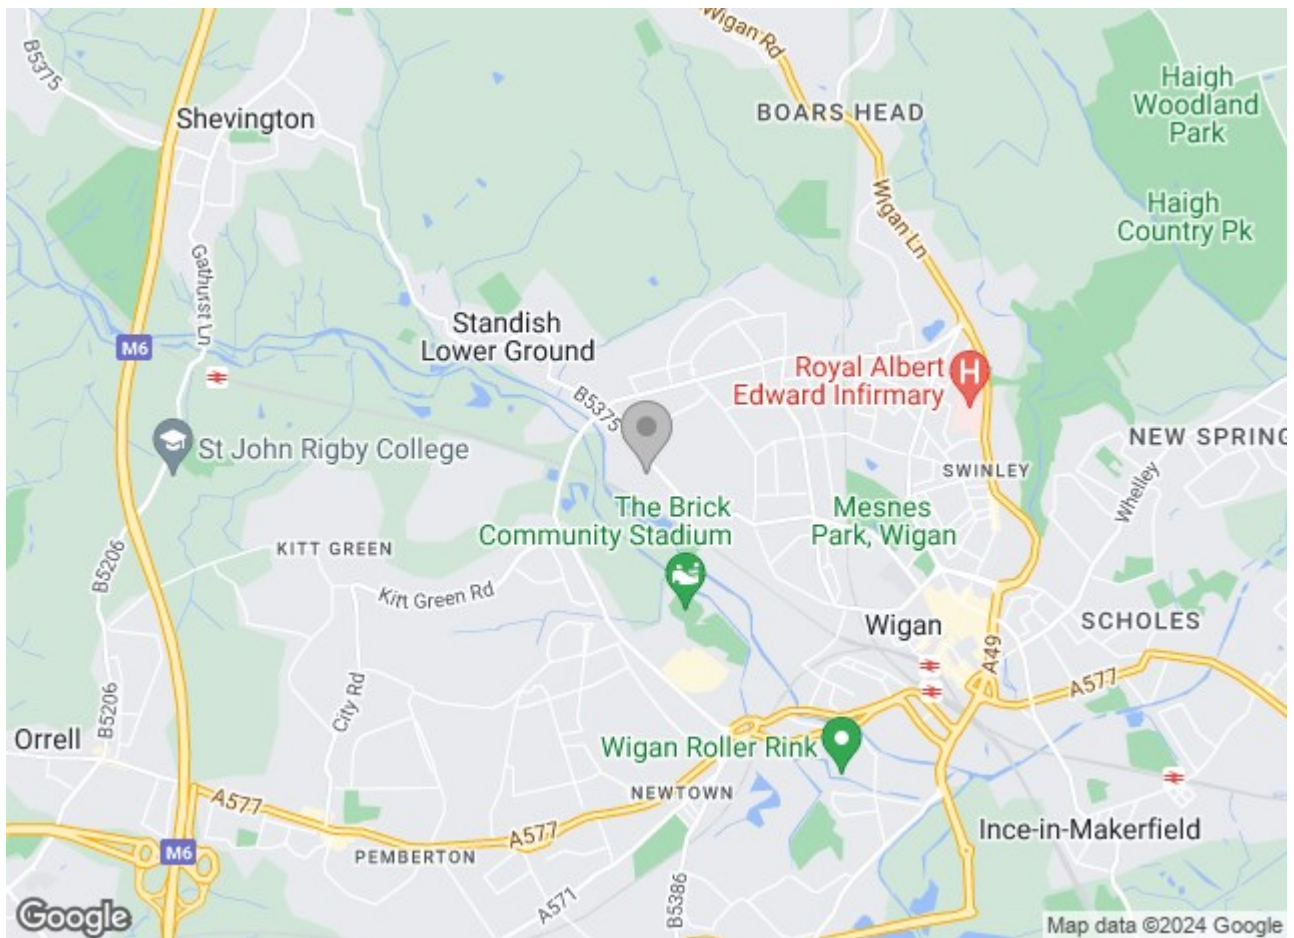 B5375
Wigan Rd
Haigh
Woodland
Park
BOARS HEAD
Shevington
Wigan Ln
Haigh
Country Pk
Gathurst Ln
Standish
Lower Ground
M6
Royal Albert
Edward Infirmary
H
B5375
St John Rigby College
NEW SPRING
SWINLEY
Whelley
The Brick
Community Stadium
Mesnes
Park, Wigan
KITT GREEN
B5206
Kitt Green Rd
Wigan
SCHOLES
A49
A577
B5206
City Rd
Orrell
Wigan Roller Rink
NEWTOWN
A577
A577
Ince-in-Makerfield
M6
PEMBERTON
A571
B5386
Google
Map data ©2024 Google